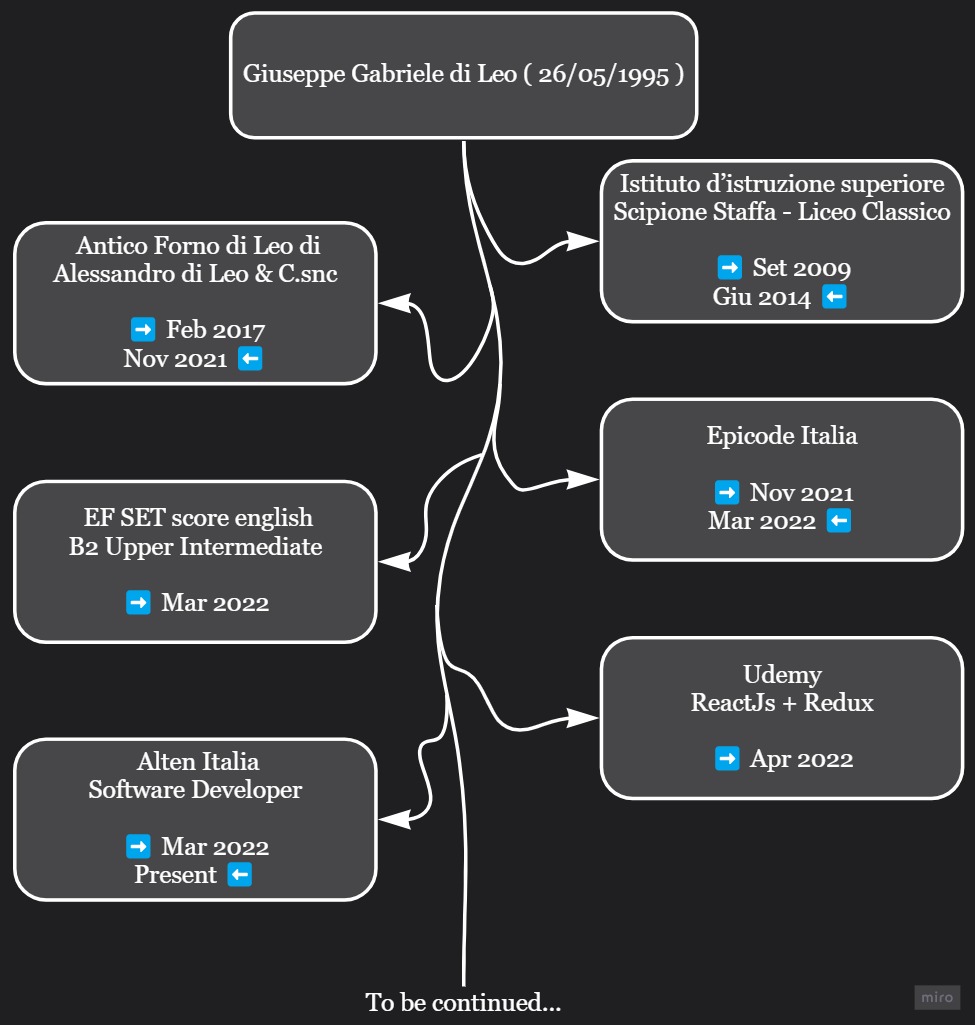 Giuseppe Gabriele di Leo ( 26/05/1995 )
Istituto d’istruzione superiore
Scipione Staffa - Liceo Classico
➡️ Set 2009
Giu 2014 ⬅️
Antico Forno di Leo di
Alessandro di Leo & C.snc
➡️ Feb 2017
Nov 2021 ⬅️
Epicode Italia
➡️ Nov 2021
Mar 2022 ⬅️
EF SET score english
B2 Upper Intermediate
➡️ Mar 2022
Udemy
ReactJs + Redux
➡️ Apr 2022
Alten Italia
Software Developer
➡️ Mar 2022
Present ⬅️
To be continued...
miro